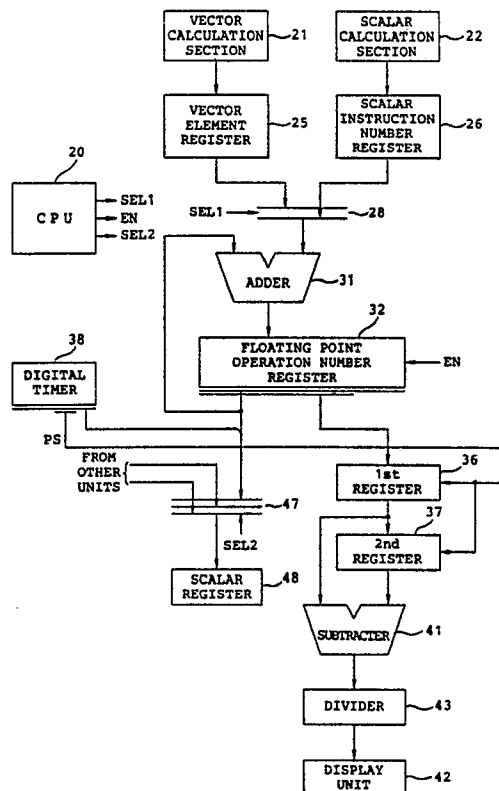 VECTOR
CALCULATION
SECTION
21
SCALAR
CALCULATION
SECTION
22
VECTOR
ELEMENT
REGISTER
25
SCALAR
INSTRUCTION
NUMBER
REGISTER
26
20
CPU
SEL1
EN
SEL2
SEL1
28
ADDER
31
32
FLOATING POINT
OPERATION NUMBER
REGISTER
EN
38
DIGITAL
TIMER
PS
FROM
OTHER
UNITS
47
SEL2
SCALAR
REGISTER
48
36
1st
REGISTER
37
2nd
REGISTER
SUBTRACTER
41
DIVIDER
43
DISPLAY
UNIT
42